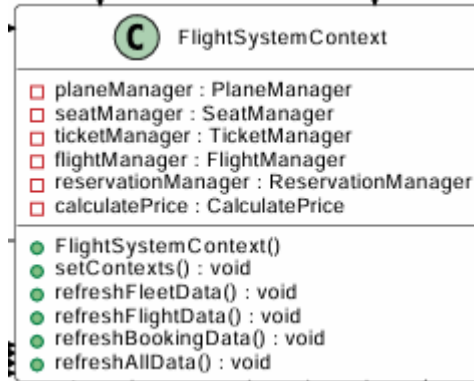 C FlightSystemContext
planeManager : PlaneManager
seatManager : SeatManager
ticketManager : TicketManager
flightManager : FlightManager
reservationManager : ReservationManager
calculatePrice : CalculatePrice
FlightSystemContext()
setContexts() : void
refreshFleetData() : void
refreshFlightData() : void
refreshBookingData() : void
refreshAllData() : void